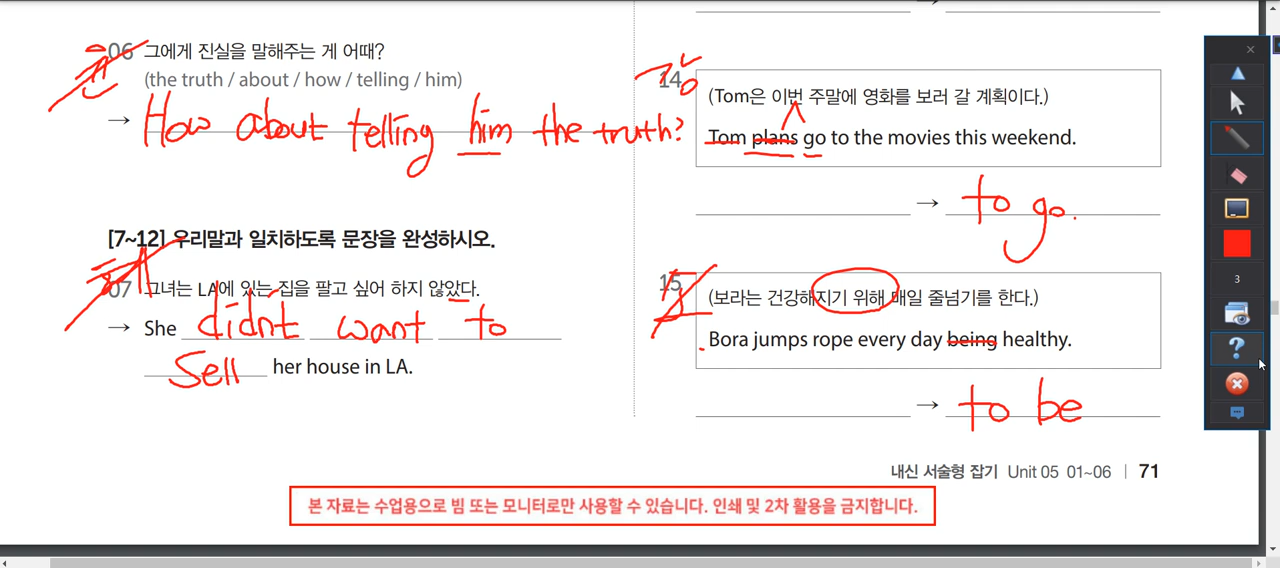 06 그에게 진실을 말해주는 게 어때?
(the truth / about / how / telling / him)
→ How about telling him the truth?
[7~12] 우리말과 일치하도록 문장을 완성하시오.
07 그녀는 LA에 있는 집을 팔고 싶어 하지 않았다.
→ She didn't want to
sell her house in LA.
14
(Tom은 이번 주말에 영화를 보러 갈 계획이다.)
Tom plans go to the movies this weekend.
→ to go.
15
(보라는 건강해지기 위해 매일 줄넘기를 한다.)
Bora jumps rope every day being healthy.
→ to be
내신 서술형 잡기 Unit 05 01~06 | 71
본 자료는 수업용으로 빔 또는 모니터로만 사용할 수 있습니다. 인쇄 및 2차 활용을 금지합니다.
3